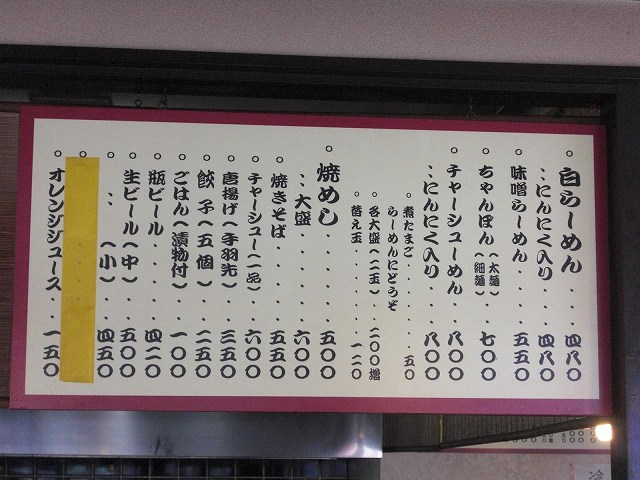 。白らーめん．．．．四八〇
。：にんにく入り．．四八〇
。味噌らーめん．．．五五〇
。ちゃんぽん（太麺）（細麺）．．七〇〇
。チャーシューめん．八〇〇
：にんにく入り．．八〇〇
。煮たまご．．．．．五〇
らーめんにどうぞ
。各大盛（二玉）．二〇〇増
。替え玉．．．．．一二〇
。焼めし．．．．．五〇〇
。：大盛．．．．．六〇〇
。焼きそば．．．．五五〇
。チャーシュー（一品）．六〇〇
。唐揚げ（手羽先）．三五〇
。餃子（五個）．．二五〇
。ごはん（漬物付）．一〇〇
。瓶ビール．．．．四二〇
。生ビール（中）．．五〇〇
。：（小）．．四五〇
。オレンジジュース．一五〇
冷